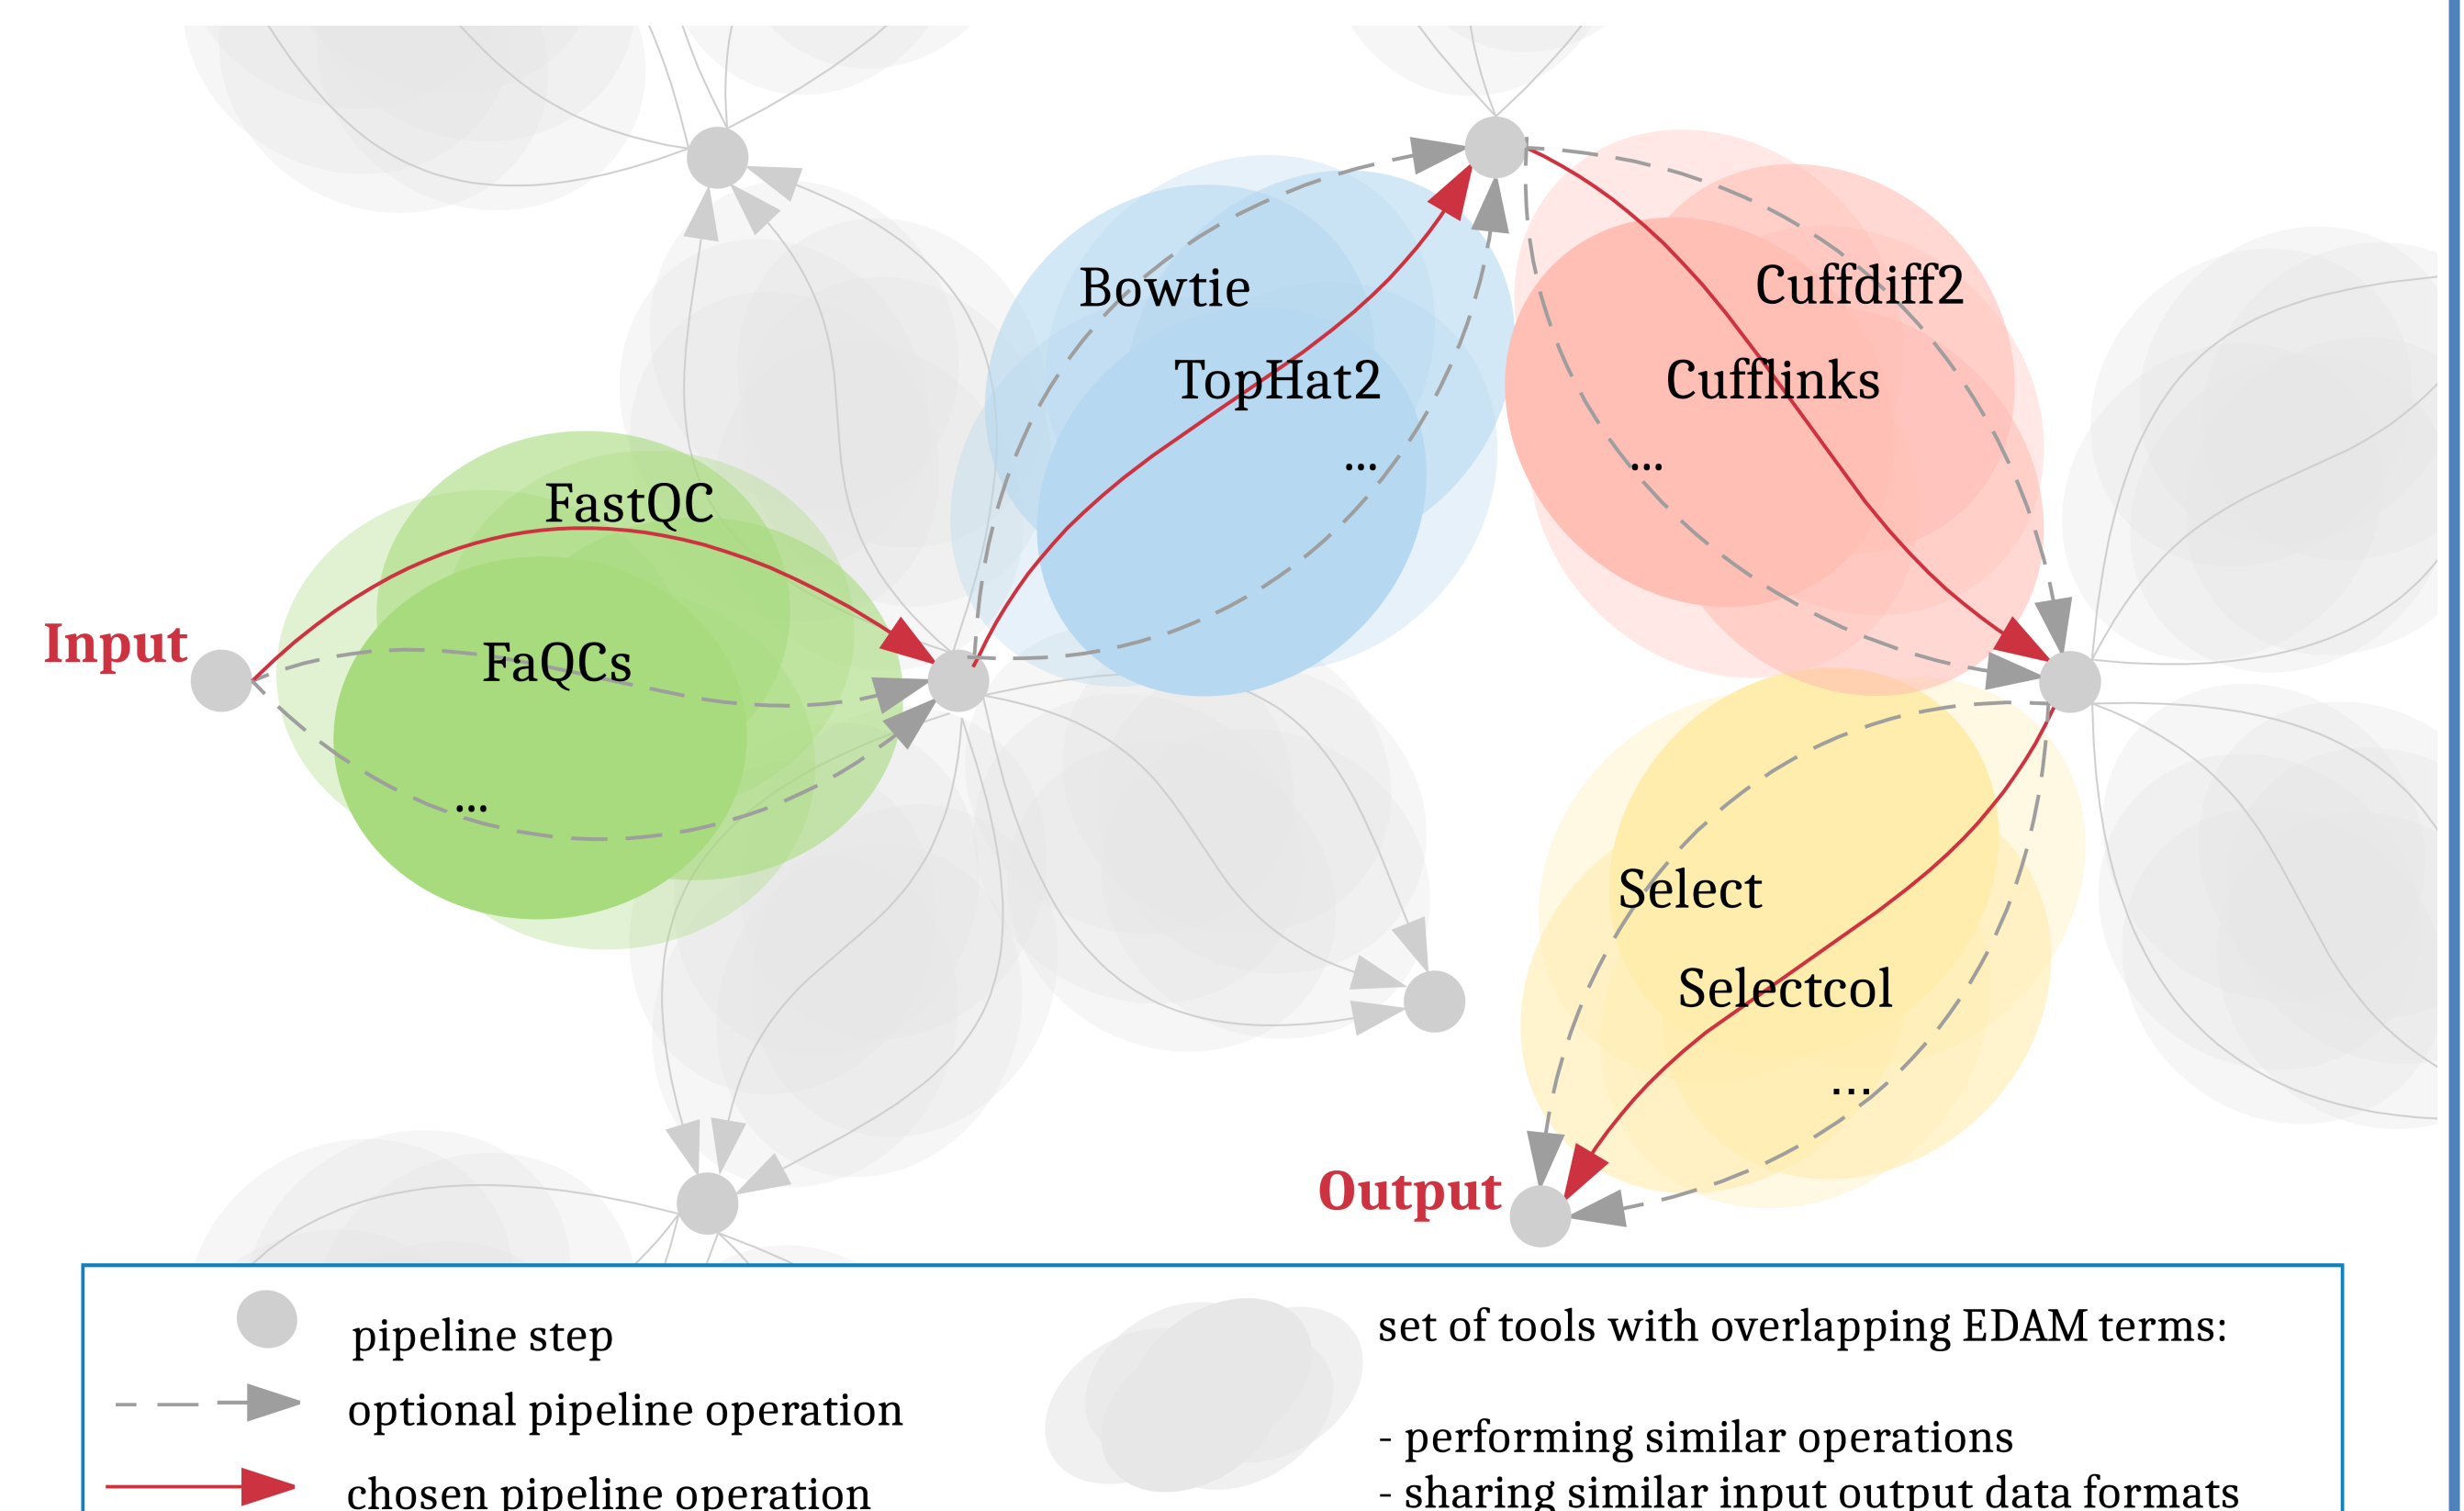 Bowtie
TopHat2
...
Cuffdiff2
Cufflinks
...
FastQC
FaQCs
...
Input
Select
Selectcol
...
Output
pipeline step
optional pipeline operation
chosen pipeline operation
set of tools with overlapping EDAM terms:
- performing similar operations
- sharing similar input output data formats